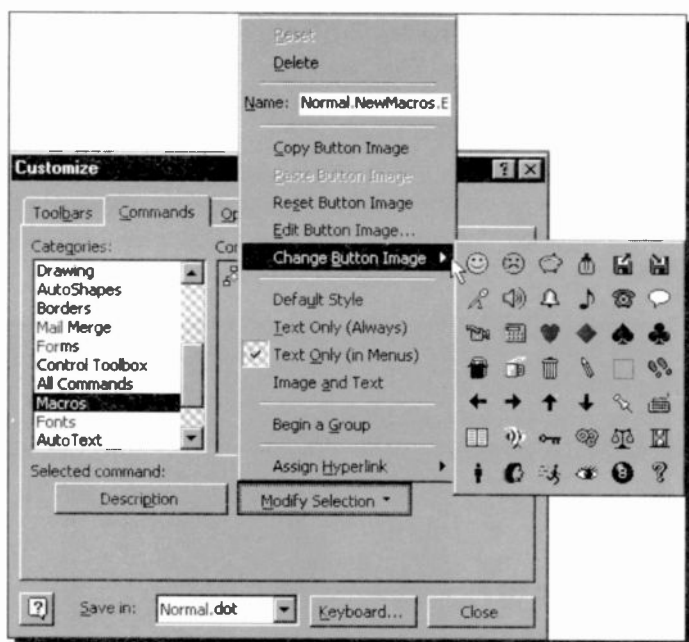 Reset
Delete
Name: Normal.NewMacros.E
Copy Button Image
Paste Button Image
Reset Button Image
Edit Button Image...
Change Button Image
Default Style
Text Only (Always)
Text Only (in Menus)
Image and Text
Begin a Group
Assign Hyperlink
Customize
Toolbars Commands Op
Categories: Co
Drawing
AutoShapes
Borders
Mail Merge
Forms
Control Toolbox
All Commands
Macros
Fonts
AutoText
Selected command:
Description Modify Selection
Save in: Normal.dot Keyboard... Close